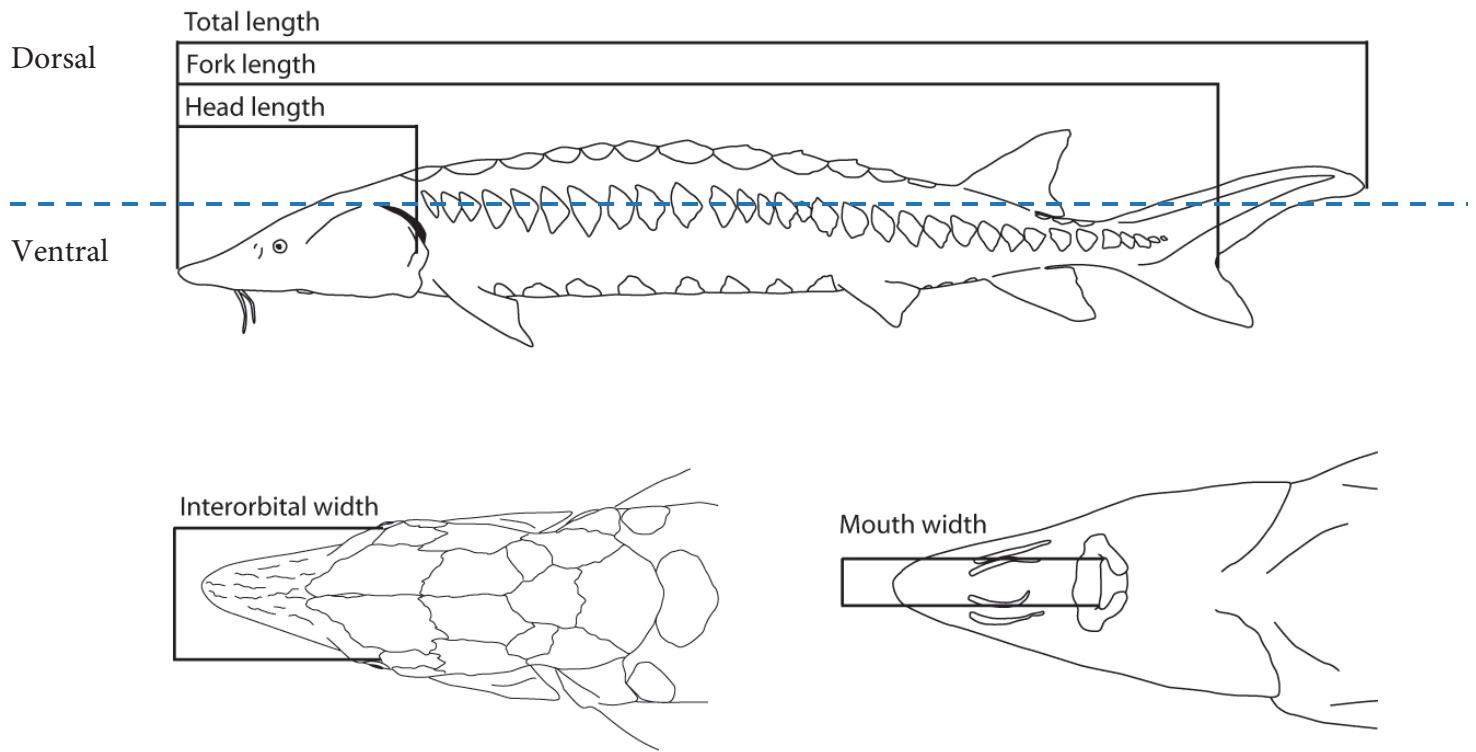 Total length
Dorsal
Fork length
Head length
Ventral
Interorbital width
Mouth width